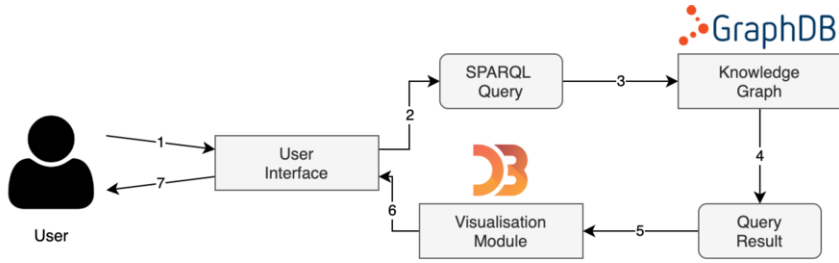 GraphDB
SPARQL
Query
3
Knowledge
Graph
2
1
User
Interface
D3
4
7
6
Visualisation
Module
5
Query
Result
User